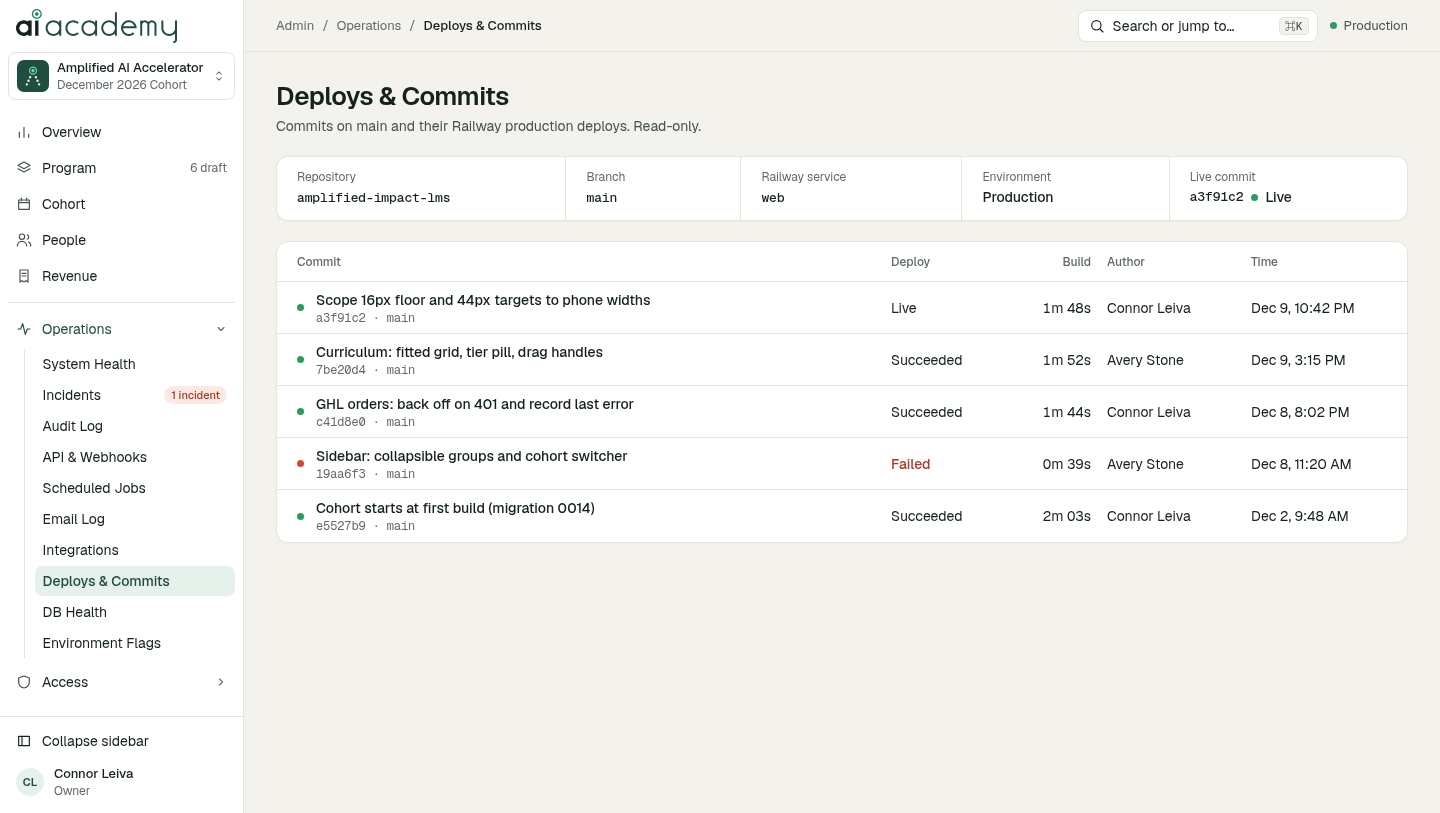 ai academy
Amplified AI Accelerator
December 2026 Cohort
Overview
Program 6 draft
Cohort
People
Revenue
Operations
System Health
Incidents 1 incident
Audit Log
API & Webhooks
Scheduled Jobs
Email Log
Integrations
Deploys & Commits
DB Health
Environment Flags
Access
Collapse sidebar
CL
Connor Leiva
Owner
Admin / Operations / Deploys & Commits
Search or jump to... ⌘K
Production
Deploys & Commits
Commits on main and their Railway production deploys. Read-only.
Repository
amplified-impact-lms
Branch
main
Railway service
web
Environment
Production
Live commit
a3f91c2 Live
Commit Deploy Build Author Time
Scope 16px floor and 44px targets to phone widths
a3f91c2 · main
Live 1m 48s Connor Leiva Dec 9, 10:42 PM
Curriculum: fitted grid, tier pill, drag handles
7be20d4 · main
Succeeded 1m 52s Avery Stone Dec 9, 3:15 PM
GHL orders: back off on 401 and record last error
c41d8e0 · main
Succeeded 1m 44s Connor Leiva Dec 8, 8:02 PM
Sidebar: collapsible groups and cohort switcher
19aa6f3 · main
Failed 0m 39s Avery Stone Dec 8, 11:20 AM
Cohort starts at first build (migration 0014)
e5527b9 · main
Succeeded 2m 03s Connor Leiva Dec 2, 9:48 AM